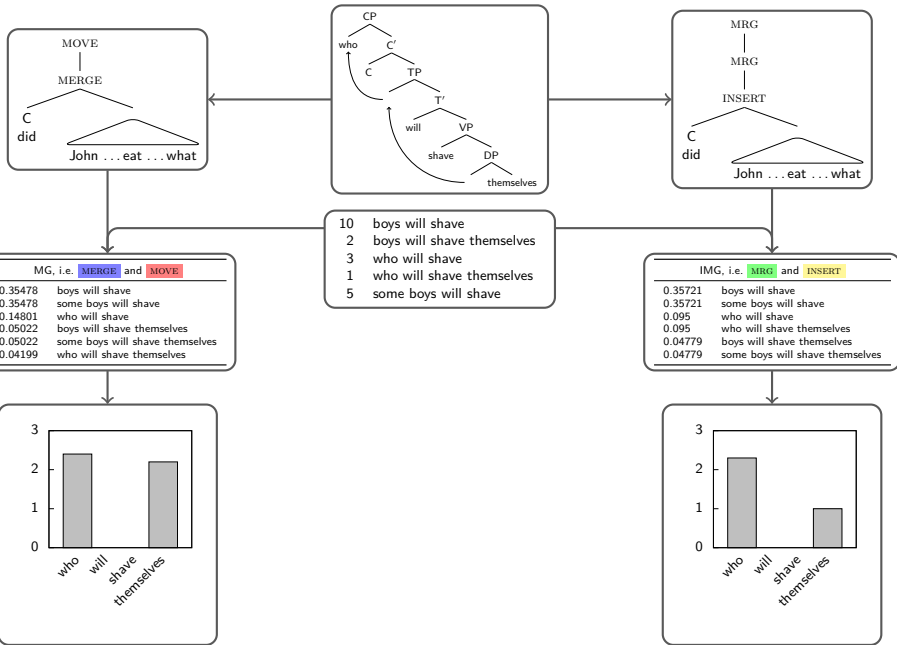 MOVE
MERGE
C
did
John … eat … what
CP
who C′
C TP
T′
will VP
shave DP
themselves
MRG
MRG
INSERT
C
did
John … eat … what
10 boys will shave
2 boys will shave themselves
3 who will shave
1 who will shave themselves
5 some boys will shave
MG, i.e. MERGE and MOVE
0.35478 boys will shave
0.35478 some boys will shave
0.14801 who will shave
0.05022 boys will shave themselves
0.05022 some boys will shave themselves
0.04199 who will shave themselves
IMG, i.e. MRG and INSERT
0.35721 boys will shave
0.35721 some boys will shave
0.095 who will shave
0.095 who will shave themselves
0.04779 boys will shave themselves
0.04779 some boys will shave themselves
3
2
1
0
who will shave themselves
3
2
1
0
who will shave themselves